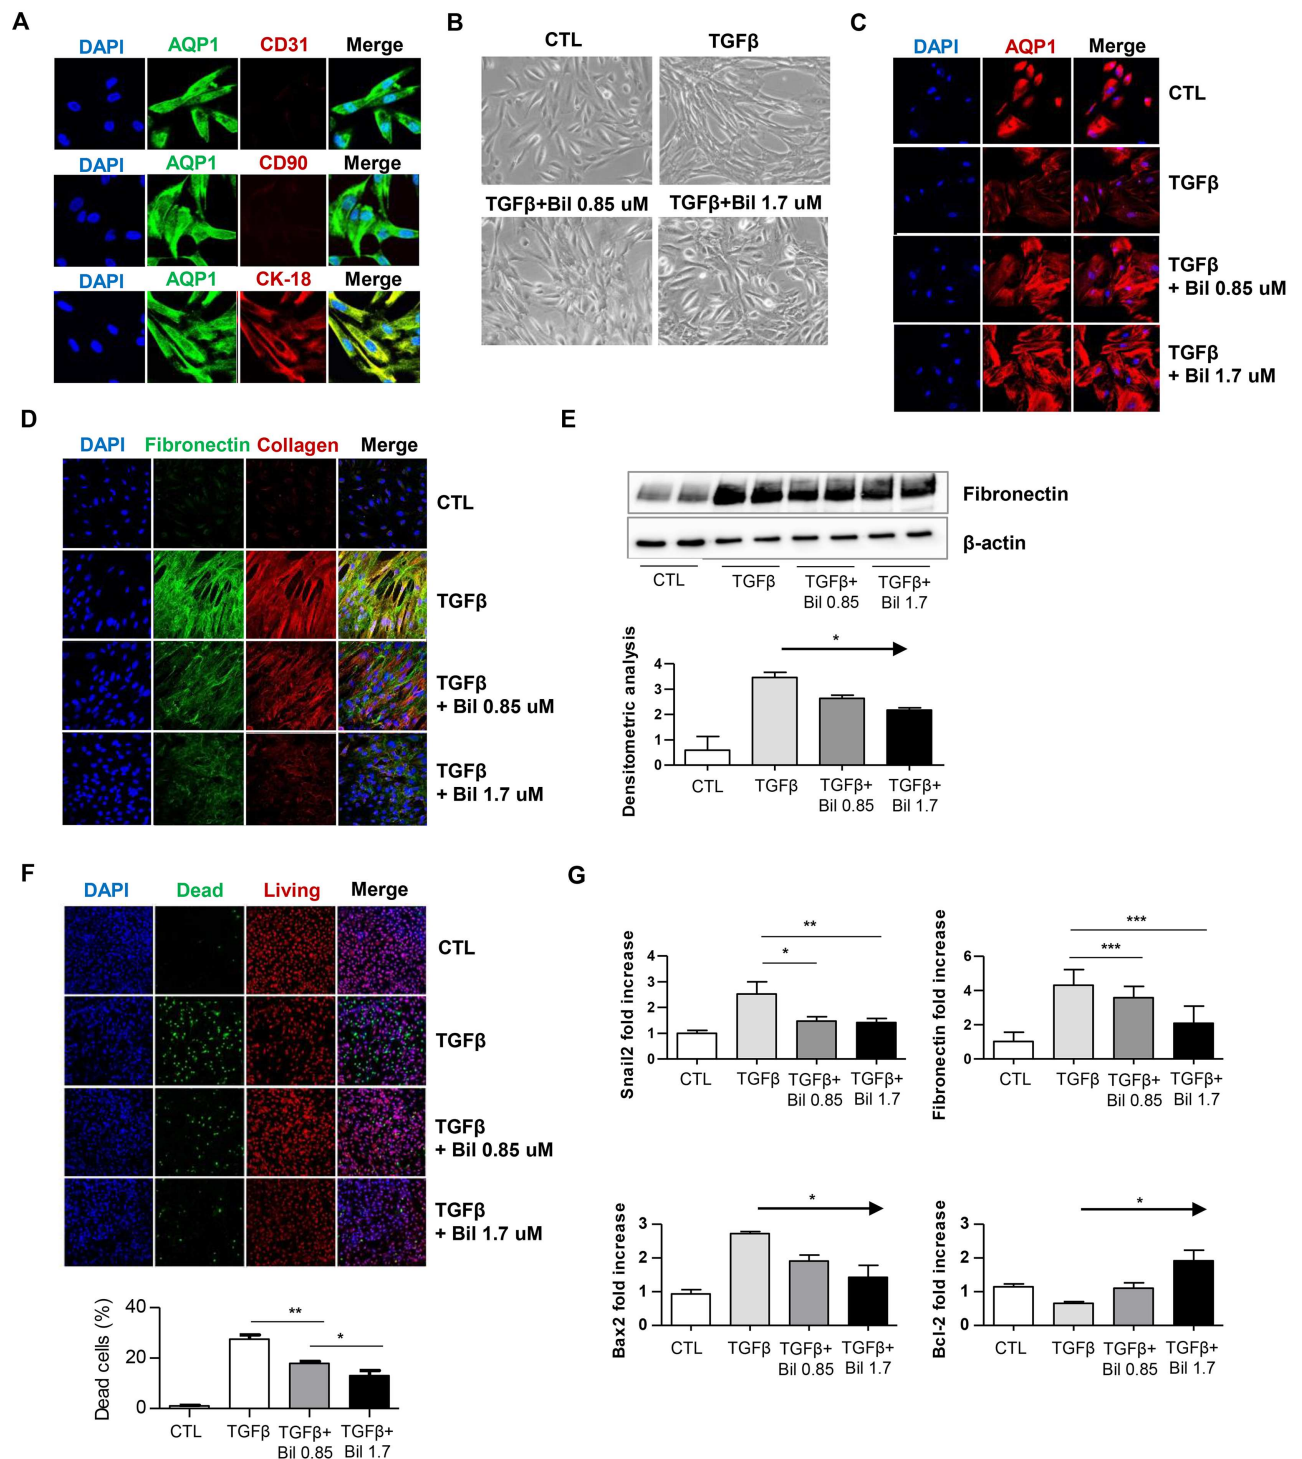 A
DAPI AQP1 CD31 Merge
DAPI AQP1 CD90 Merge
DAPI AQP1 CK-18 Merge
B
CTL TGFβ
TGFβ+Bil 0.85 uM TGFβ+Bil 1.7 uM
C
DAPI AQP1 Merge
CTL
TGFβ
TGFβ
+ Bil 0.85 uM
TGFβ
+ Bil 1.7 uM
D
DAPI Fibronectin Collagen Merge
CTL
TGFβ
TGFβ
+ Bil 0.85 uM
TGFβ
+ Bil 1.7 uM
E
Fibronectin
β-actin
CTL TGFβ TGFβ+ TGFβ+
Bil 0.85 Bil 1.7
Densitometric analysis
*
4
3
2
1
0
CTL TGFβ TGFβ+ TGFβ+
Bil 0.85 Bil 1.7
F
DAPI Dead Living Merge
CTL
TGFβ
TGFβ
+ Bil 0.85 uM
TGFβ
+ Bil 1.7 uM
Dead cells (%)
40
20
0
**
*
CTL TGFβ TGFβ+ TGFβ+
Bil 0.85 Bil 1.7
G
Snail2 fold increase
4
3
2
1
0
**
*
CTL TGFβ TGFβ+ TGFβ+
Bil 0.85 Bil 1.7
Fibronectin fold increase
6
4
2
0
***
***
CTL TGFβ TGFβ+ TGFβ+
Bil 0.85 Bil 1.7
Bax2 fold increase
3
2
1
0
*
CTL TGFβ TGFβ+ TGFβ+
Bil 0.85 Bil 1.7
Bcl-2 fold increase
3
2
1
0
*
CTL TGFβ TGFβ+ TGFβ+
Bil 0.85 Bil 1.7